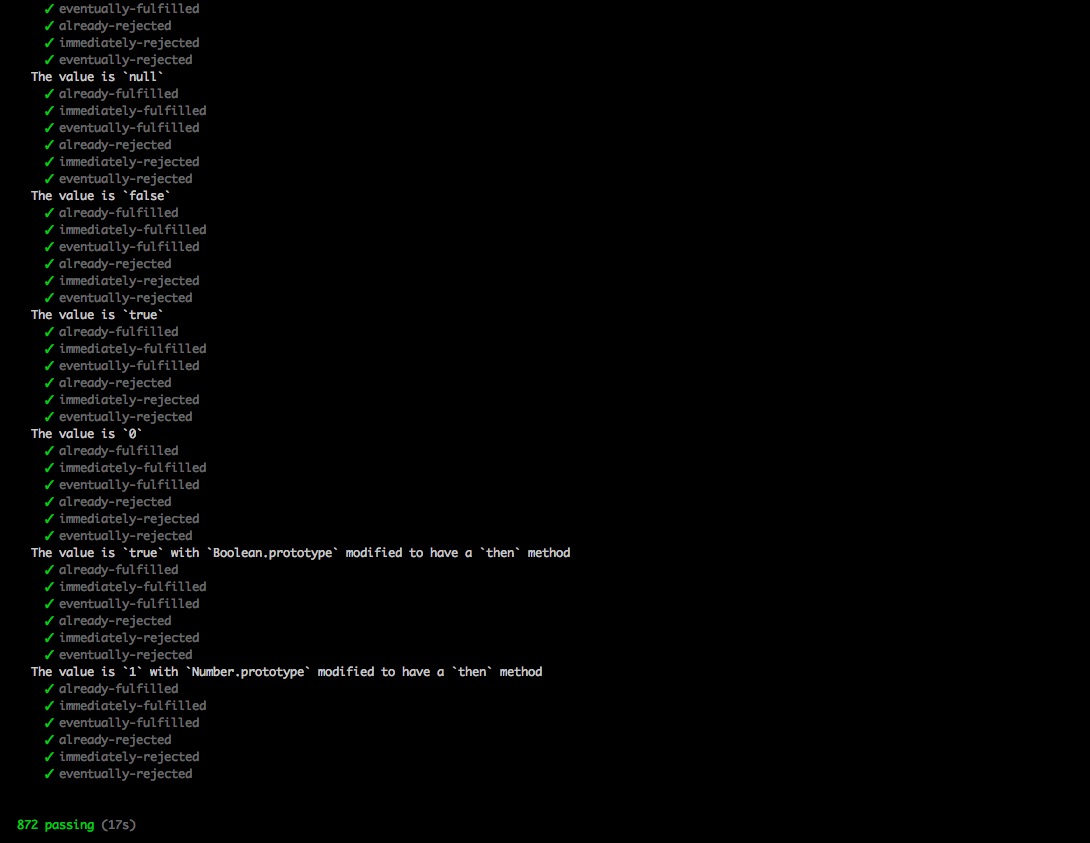 ✓ eventually-fulfilled
✓ already-rejected
✓ immediately-rejected
✓ eventually-rejected
The value is `null`
✓ already-fulfilled
✓ immediately-fulfilled
✓ eventually-fulfilled
✓ already-rejected
✓ immediately-rejected
✓ eventually-rejected
The value is `false`
✓ already-fulfilled
✓ immediately-fulfilled
✓ eventually-fulfilled
✓ already-rejected
✓ immediately-rejected
✓ eventually-rejected
The value is `true`
✓ already-fulfilled
✓ immediately-fulfilled
✓ eventually-fulfilled
✓ already-rejected
✓ immediately-rejected
✓ eventually-rejected
The value is `0`
✓ already-fulfilled
✓ immediately-fulfilled
✓ eventually-fulfilled
✓ already-rejected
✓ immediately-rejected
✓ eventually-rejected
The value is `true` with `Boolean.prototype` modified to have a `then` method
✓ already-fulfilled
✓ immediately-fulfilled
✓ eventually-fulfilled
✓ already-rejected
✓ immediately-rejected
✓ eventually-rejected
The value is `1` with `Number.prototype` modified to have a `then` method
✓ already-fulfilled
✓ immediately-fulfilled
✓ eventually-fulfilled
✓ already-rejected
✓ immediately-rejected
✓ eventually-rejected
872 passing (17s)